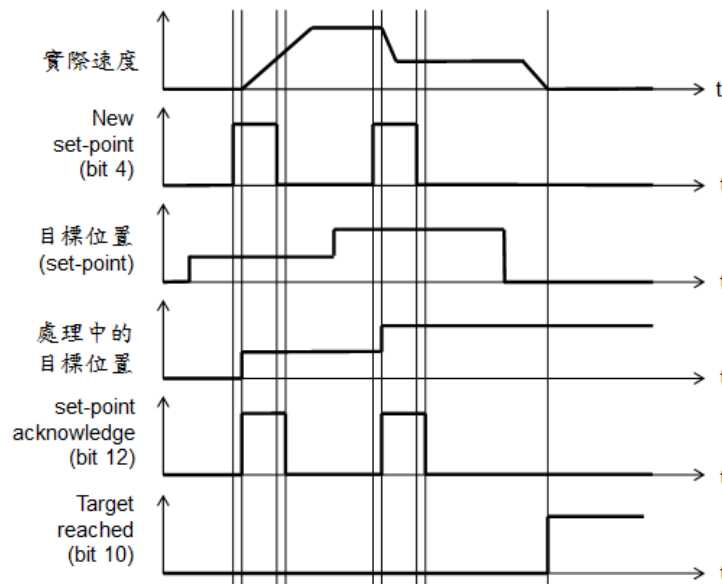 實際速度
t
New
set-point
(bit 4)
t
目標位置
(set-point)
t
處理中的
目標位置
t
set-point
acknowledge
(bit 12)
t
Target
reached
(bit 10)
t